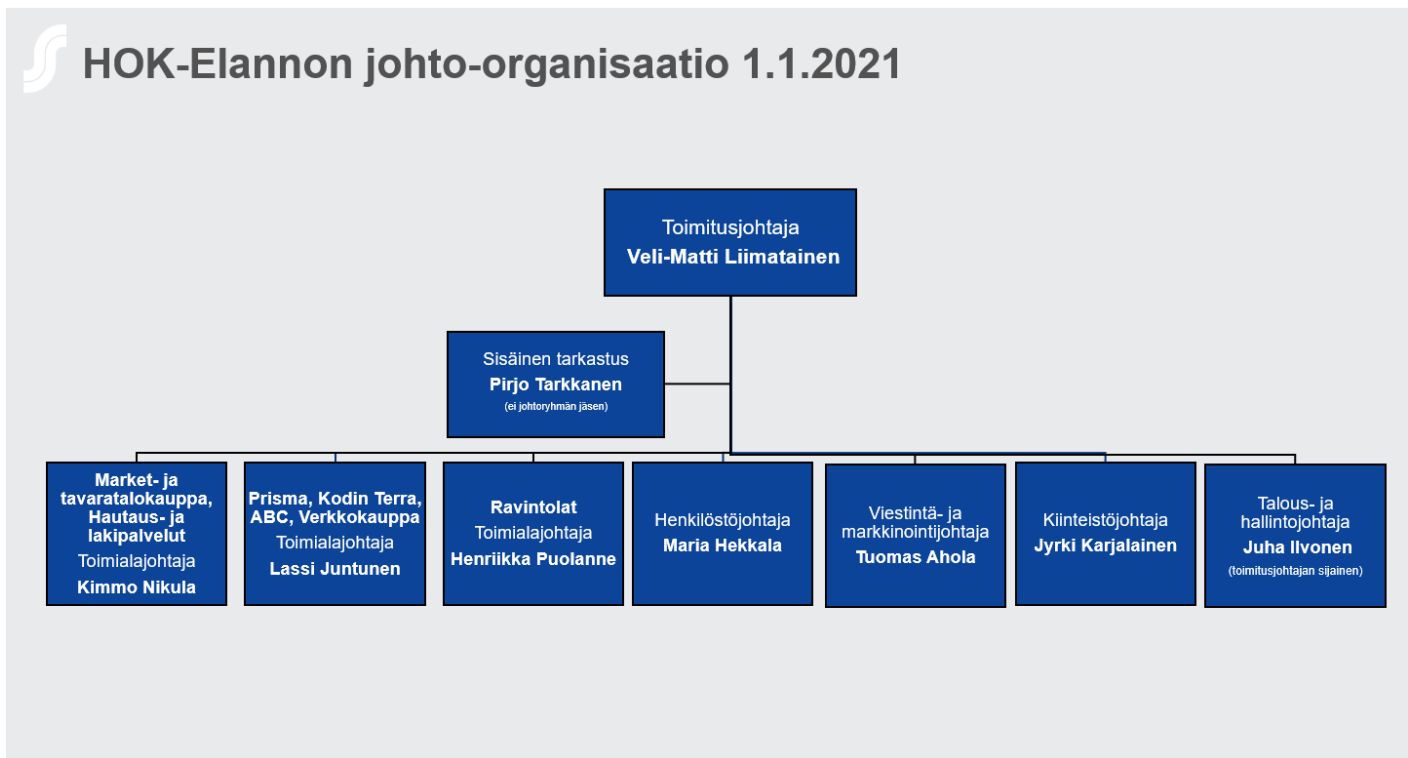 HOK-Elannon johto-organisaatio 1.1.2021
Toimitusjohtaja
Veli-Matti Liimatainen
Sisäinen tarkastus
Pirjo Tarkkanen
(ei johtoryhmän jäsen)
Market- ja
tavaratalokauppa,
Hautaus- ja
lakipalvelut
Toimialajohtaja
Kimmo Nikula
Prisma, Kodin Terra,
ABC, Verkkokauppa
Toimialajohtaja
Lassi Juntunen
Ravintolat
Toimialajohtaja
Henriikka Puolanne
Henkilöstöjohtaja
Maria Hekkala
Viestintä- ja
markkinointijohtaja
Tuomas Ahola
Kiinteistöjohtaja
Jyrki Karjalainen
Talous- ja
hallintojohtaja
Juha Ilvonen
(toimitusjohtajan sijainen)